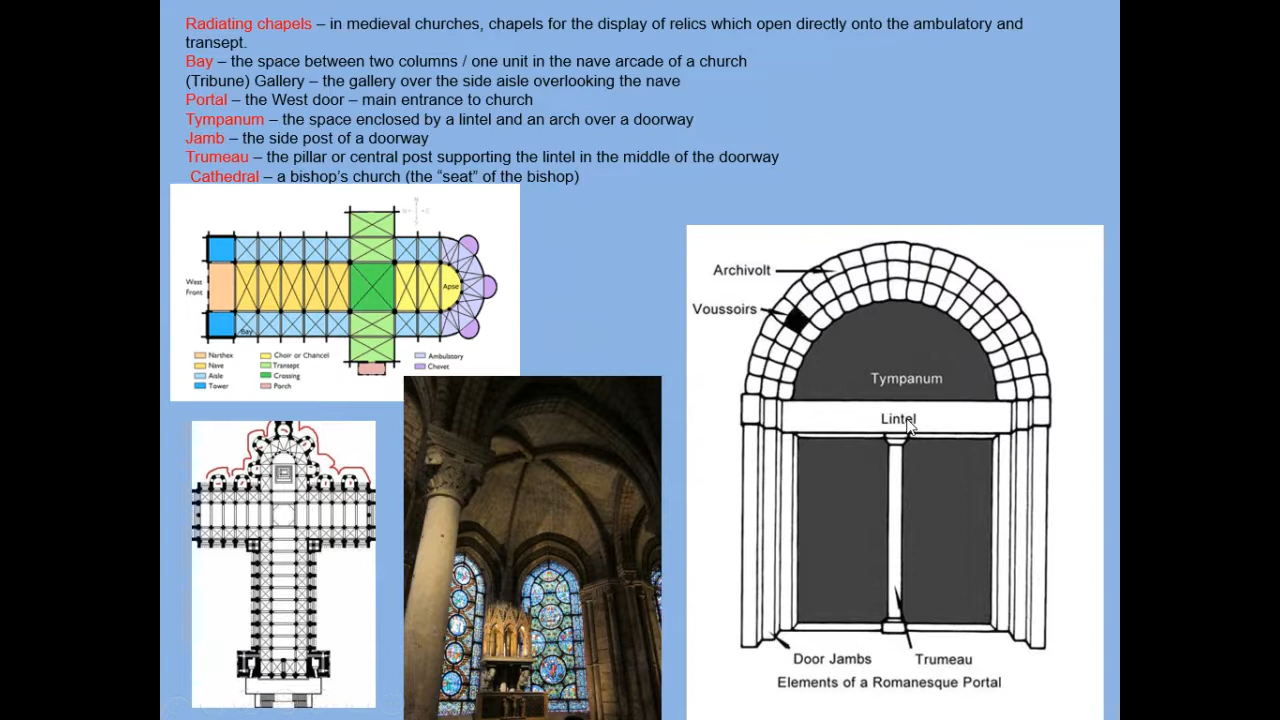 Radiating chapels – in medieval churches, chapels for the display of relics which open directly onto the ambulatory and
transept.
Bay – the space between two columns / one unit in the nave arcade of a church
(Tribune) Gallery – the gallery over the side aisle overlooking the nave
Portal – the West door – main entrance to church
Tympanum – the space enclosed by a lintel and an arch over a doorway
Jamb – the side post of a doorway
Trumeau – the pillar or central post supporting the lintel in the middle of the doorway
Cathedral – a bishop's church (the “seat” of the bishop)
West
Front
Apse
Bay
Narthex
Nave
Aisle
Tower
Choir or Chancel
Transept
Crossing
Porch
Ambulatory
Chevet
Archivolt
Voussoirs
Tympanum
Lintel
Door Jambs
Trumeau
Elements of a Romanesque Portal